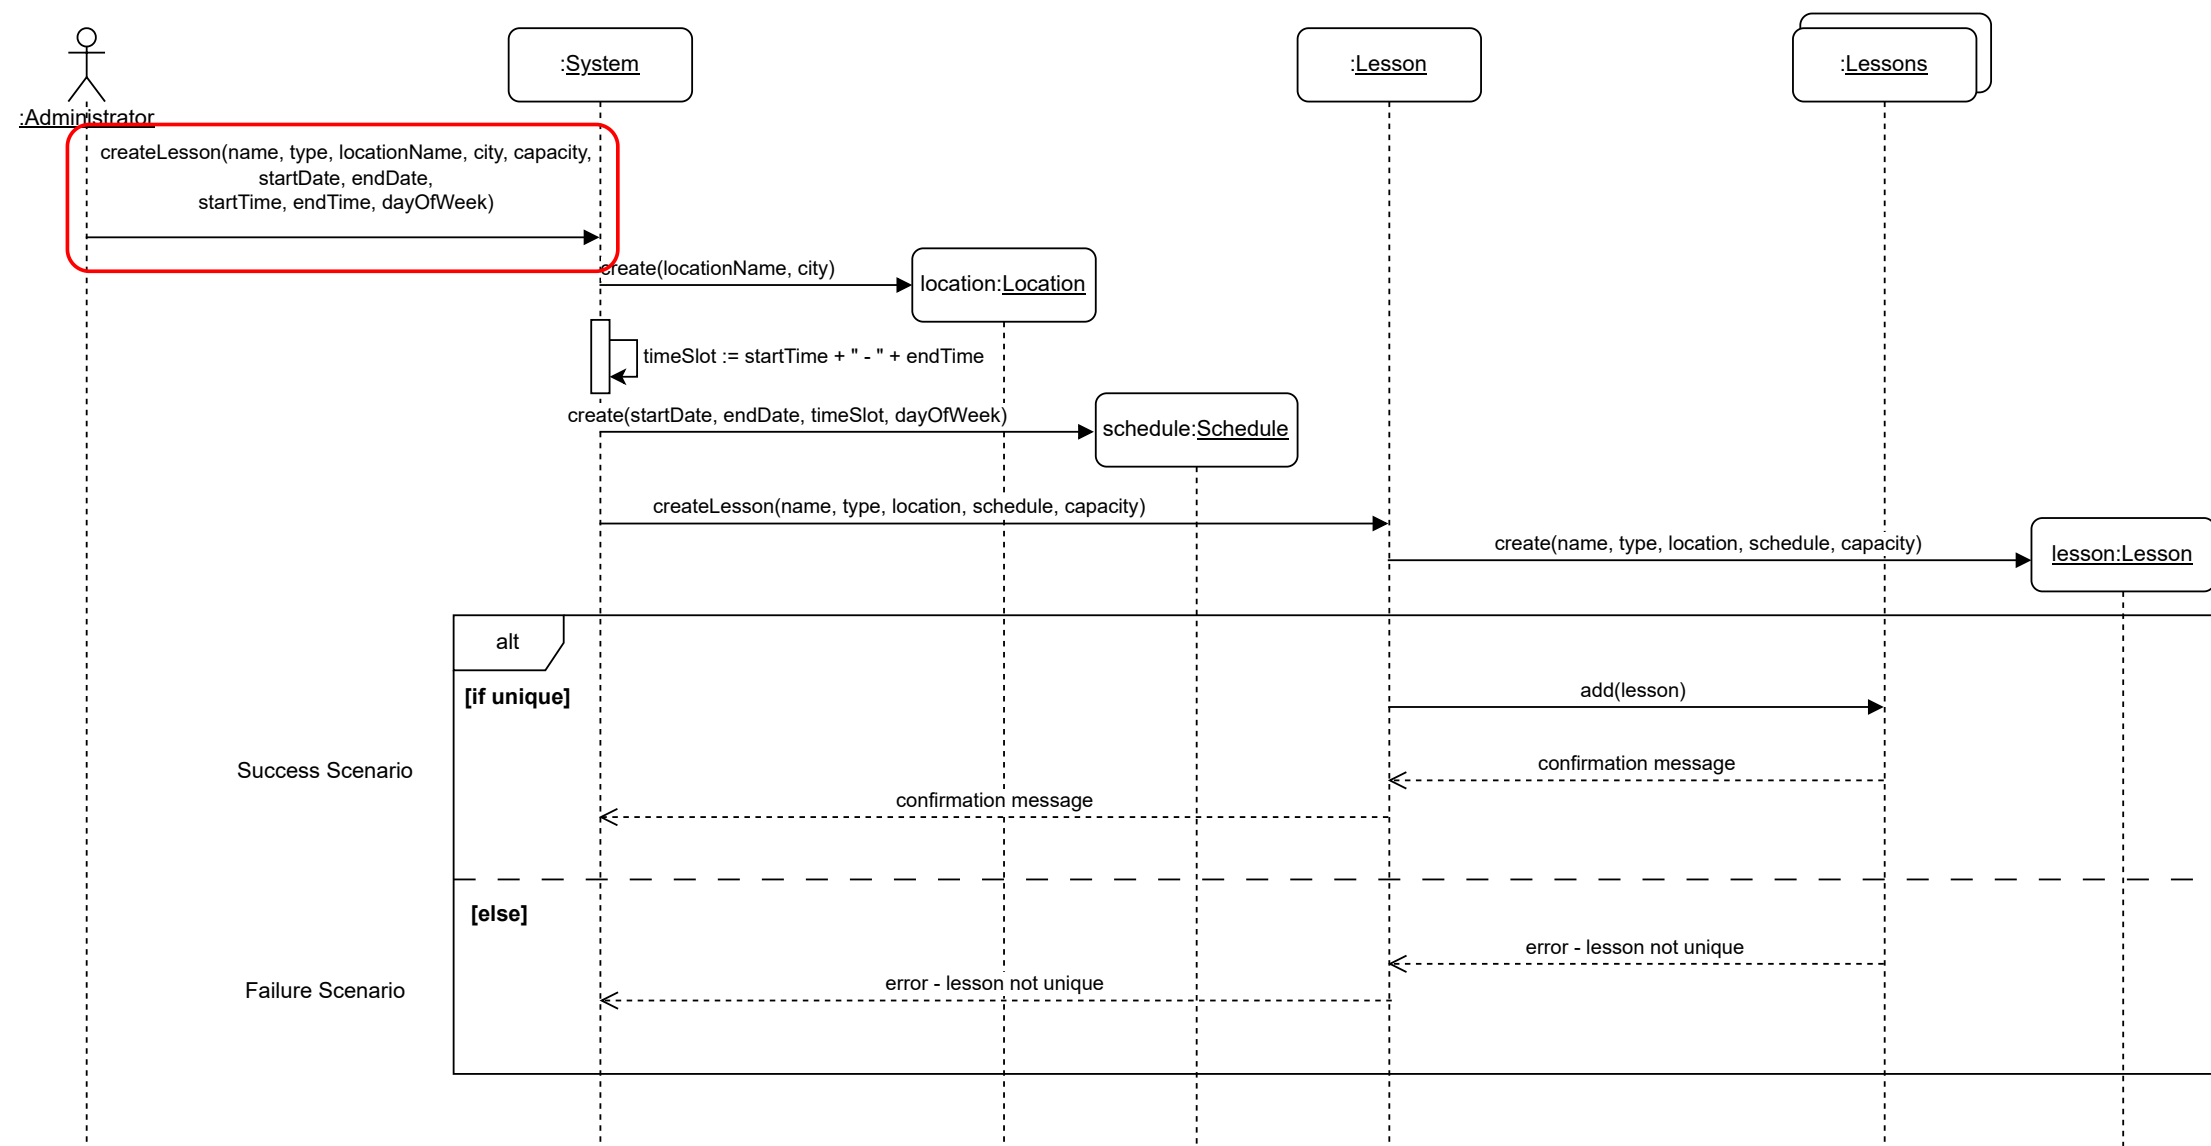 :System
:Lesson
:Lessons
:Administrator
createLesson(name, type, locationName, city, capacity,
startDate, endDate,
startTime, endTime, dayOfWeek)
create(locationName, city)
location:Location
timeSlot := startTime + " - " + endTime
create(startDate, endDate, timeSlot, dayOfWeek)
schedule:Schedule
createLesson(name, type, location, schedule, capacity)
create(name, type, location, schedule, capacity)
lesson:Lesson
alt
[if unique]
add(lesson)
Success Scenario
confirmation message
confirmation message
[else]
error - lesson not unique
Failure Scenario
error - lesson not unique